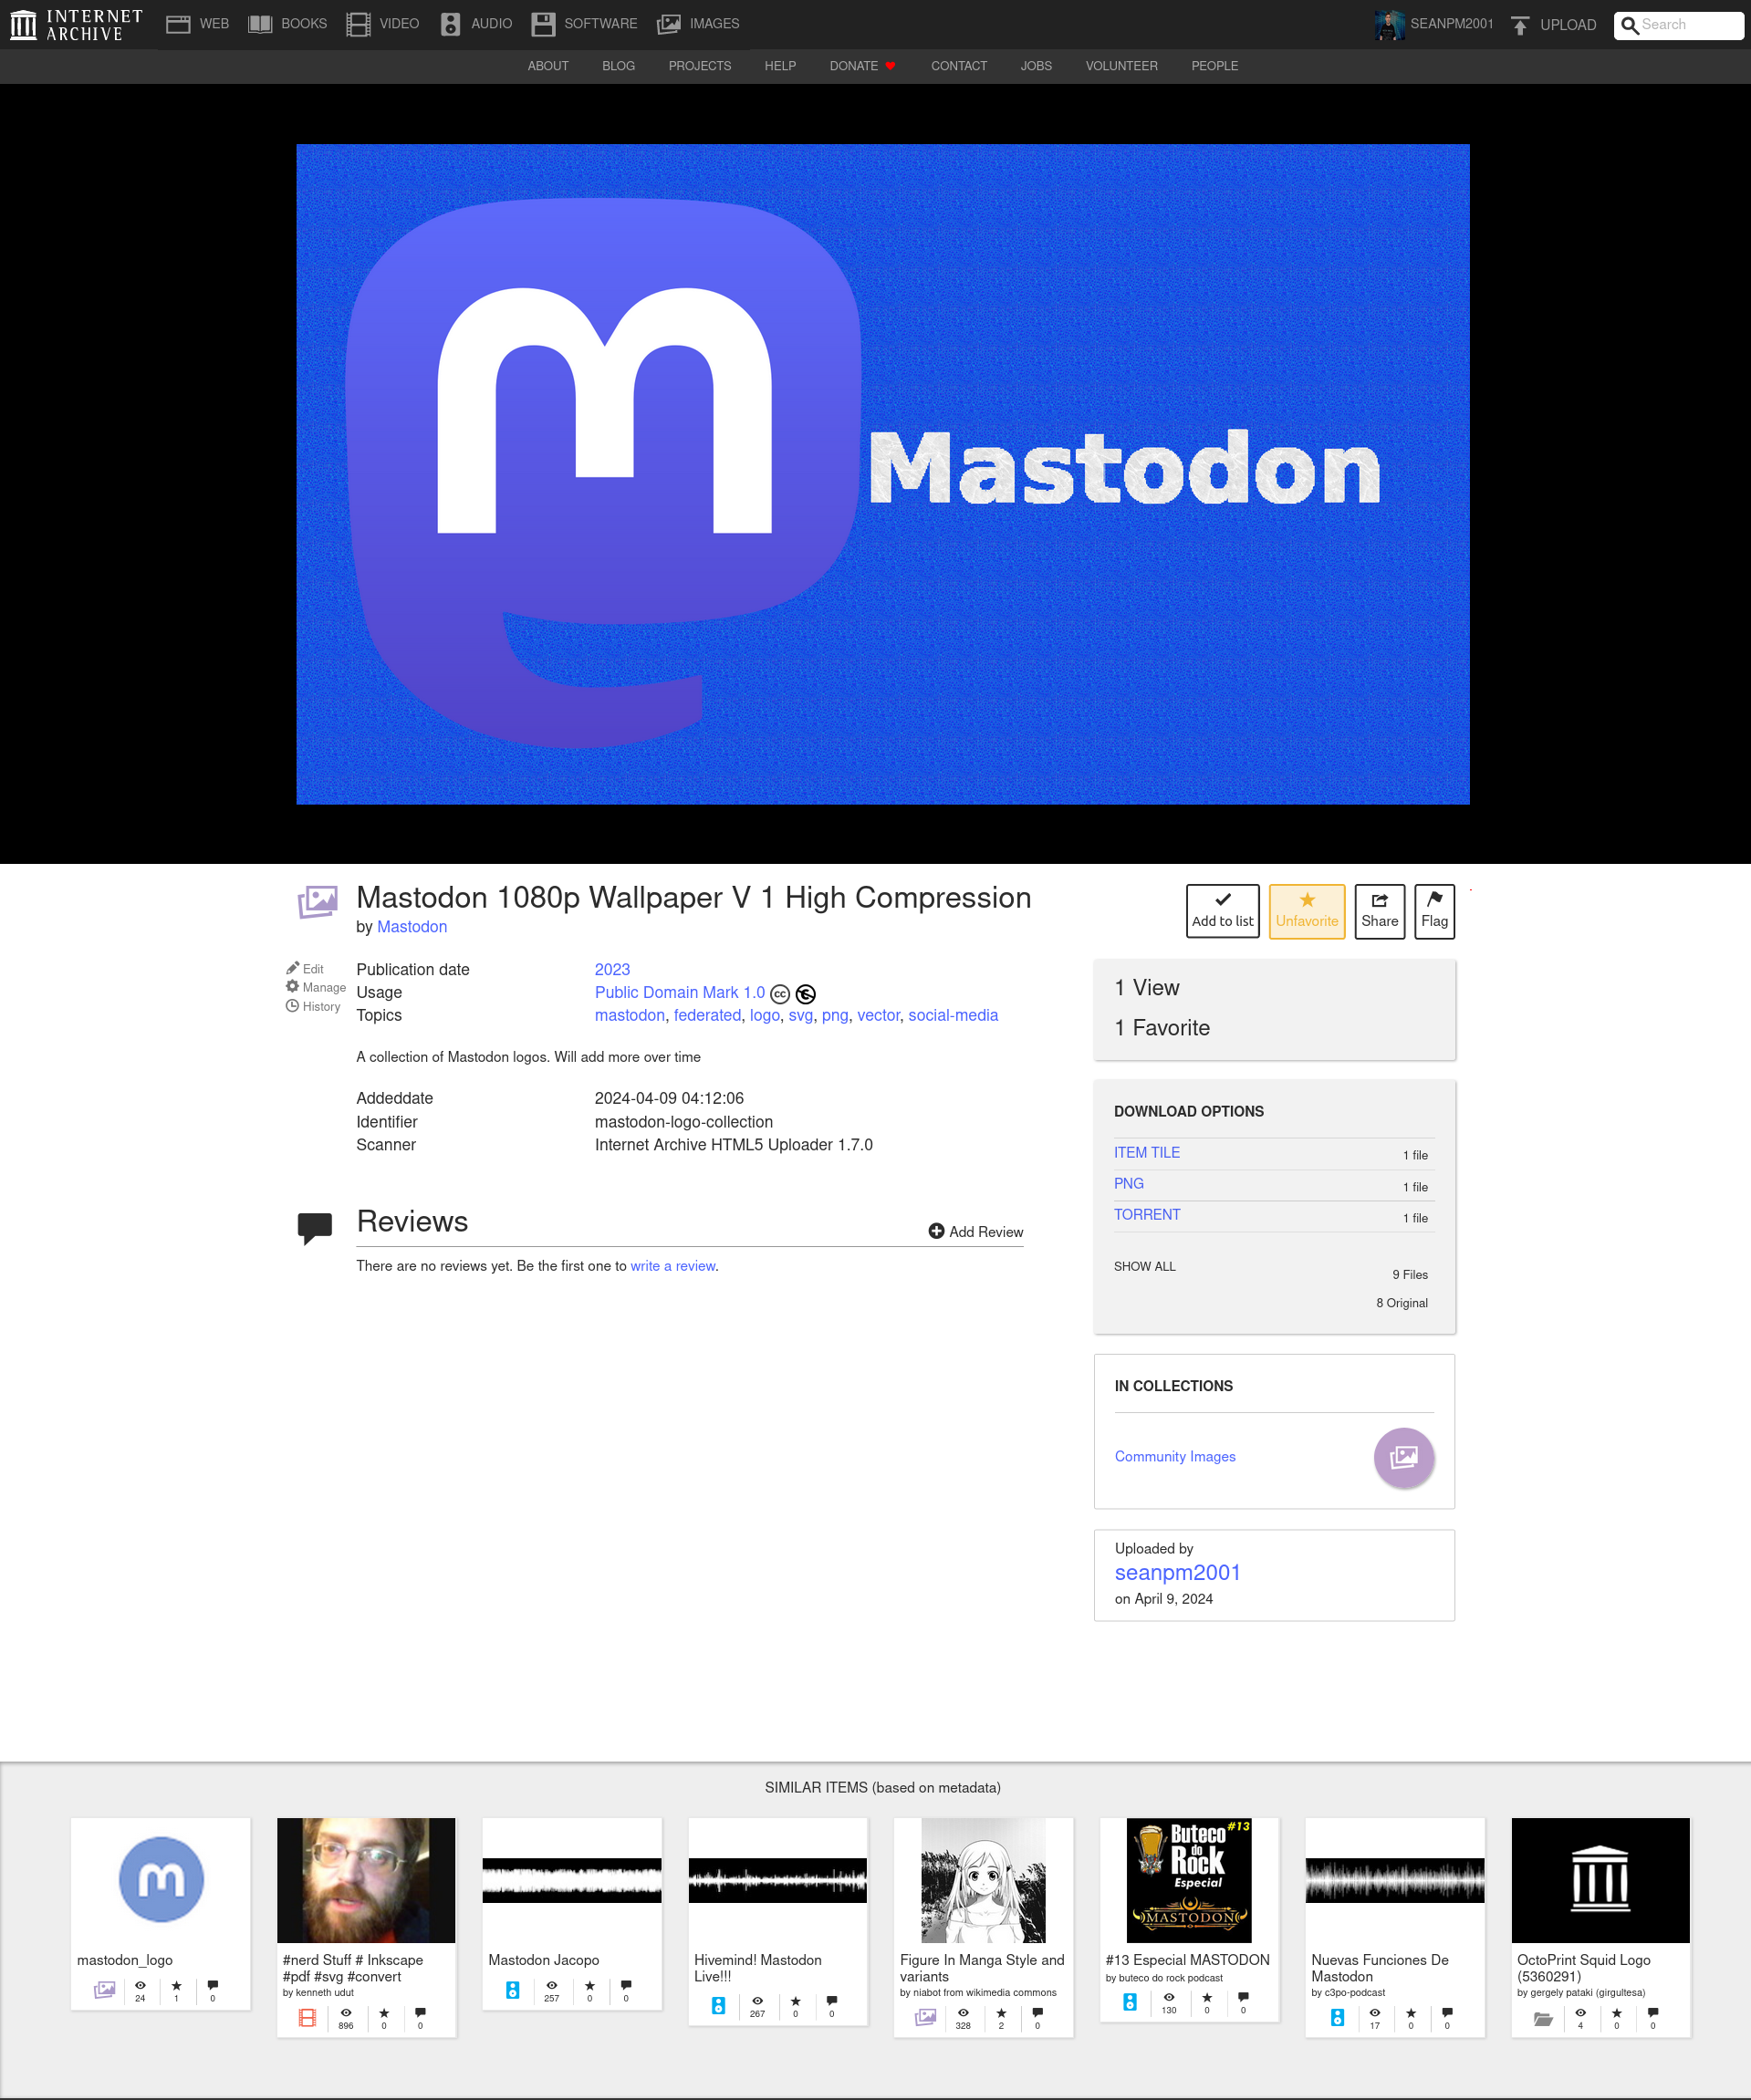 INTERNET
ARCHIVE
WEB
BOOKS
VIDEO
AUDIO
SOFTWARE
IMAGES
SEANPM2001
UPLOAD
Search
ABOUT
BLOG
PROJECTS
HELP
DONATE
CONTACT
JOBS
VOLUNTEER
PEOPLE
m
Mastodon
Mastodon 1080p Wallpaper V 1 High Compression
by Mastodon
Add to list
Unfavorite
Share
Flag
Edit
Manage
History
Publication date 2023
Usage Public Domain Mark 1.0 cc
Topics mastodon, federated, logo, svg, png, vector, social-media
A collection of Mastodon logos. Will add more over time
Addeddate 2024-04-09 04:12:06
Identifier mastodon-logo-collection
Scanner Internet Archive HTML5 Uploader 1.7.0
Reviews
Add Review
There are no reviews yet. Be the first one to write a review.
1 View
1 Favorite
DOWNLOAD OPTIONS
ITEM TILE 1 file
PNG 1 file
TORRENT 1 file
SHOW ALL
9 Files
8 Original
IN COLLECTIONS
Community Images
Uploaded by
seanpm2001
on April 9, 2024
SIMILAR ITEMS (based on metadata)
m
mastodon_logo
24 1 0
#nerd Stuff # Inkscape
#pdf #svg #convert
by kenneth udut
896 0 0
Mastodon Jacopo
257 0 0
Hivemind! Mastodon
Live!!!
267 0 0
Figure In Manga Style and
variants
by niabot from wikimedia commons
328 2 0
#13
Buteco
do
Rock
Especial
MASTODON
#13 Especial MASTODON
by buteco do rock podcast
130 0 0
Nuevas Funciones De
Mastodon
by c3po-podcast
17 0 0
OctoPrint Squid Logo
(5360291)
by gergely pataki (girgultesa)
4 0 0